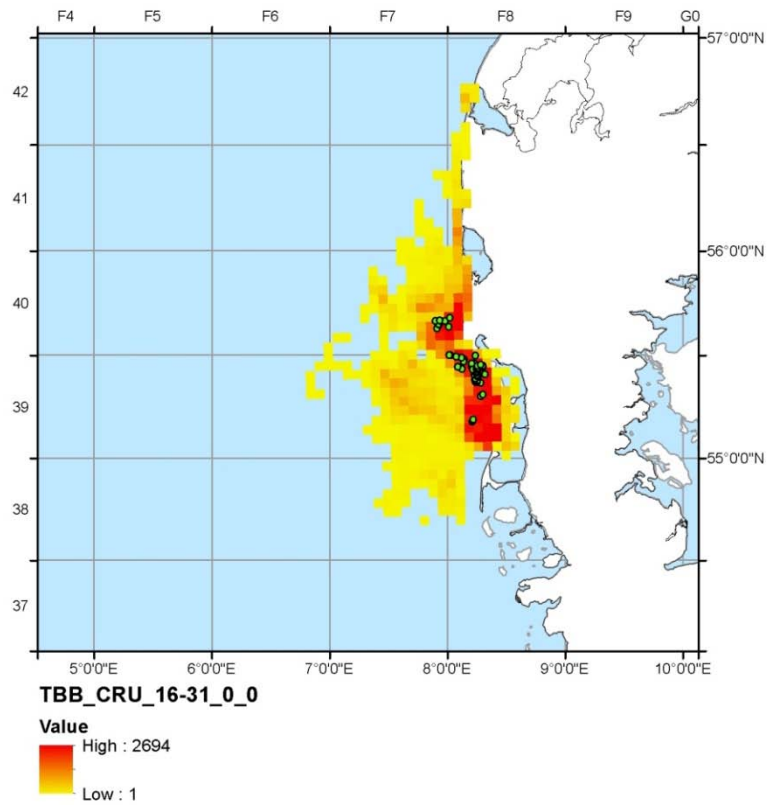 F4 F5 F6 F7 F8 F9 G0
57°0'0"N
42
41
56°0'0"N
40
39
55°0'0"N
38
37
5°0'0"E 6°0'0"E 7°0'0"E 8°0'0"E 9°0'0"E 10°0'0"E
TBB_CRU_16-31_0_0
Value
High : 2694
Low : 1